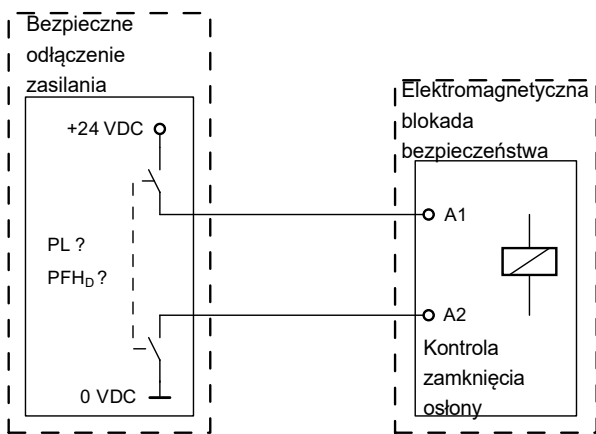 Bezpieczne
odłączenie
zasilania
+24 VDC
PL ?
PFHD ?
0 VDC
Elektromagnetyczna
blokada
bezpieczeństwa
A1
A2
Kontrola
zamknięcia
osłony